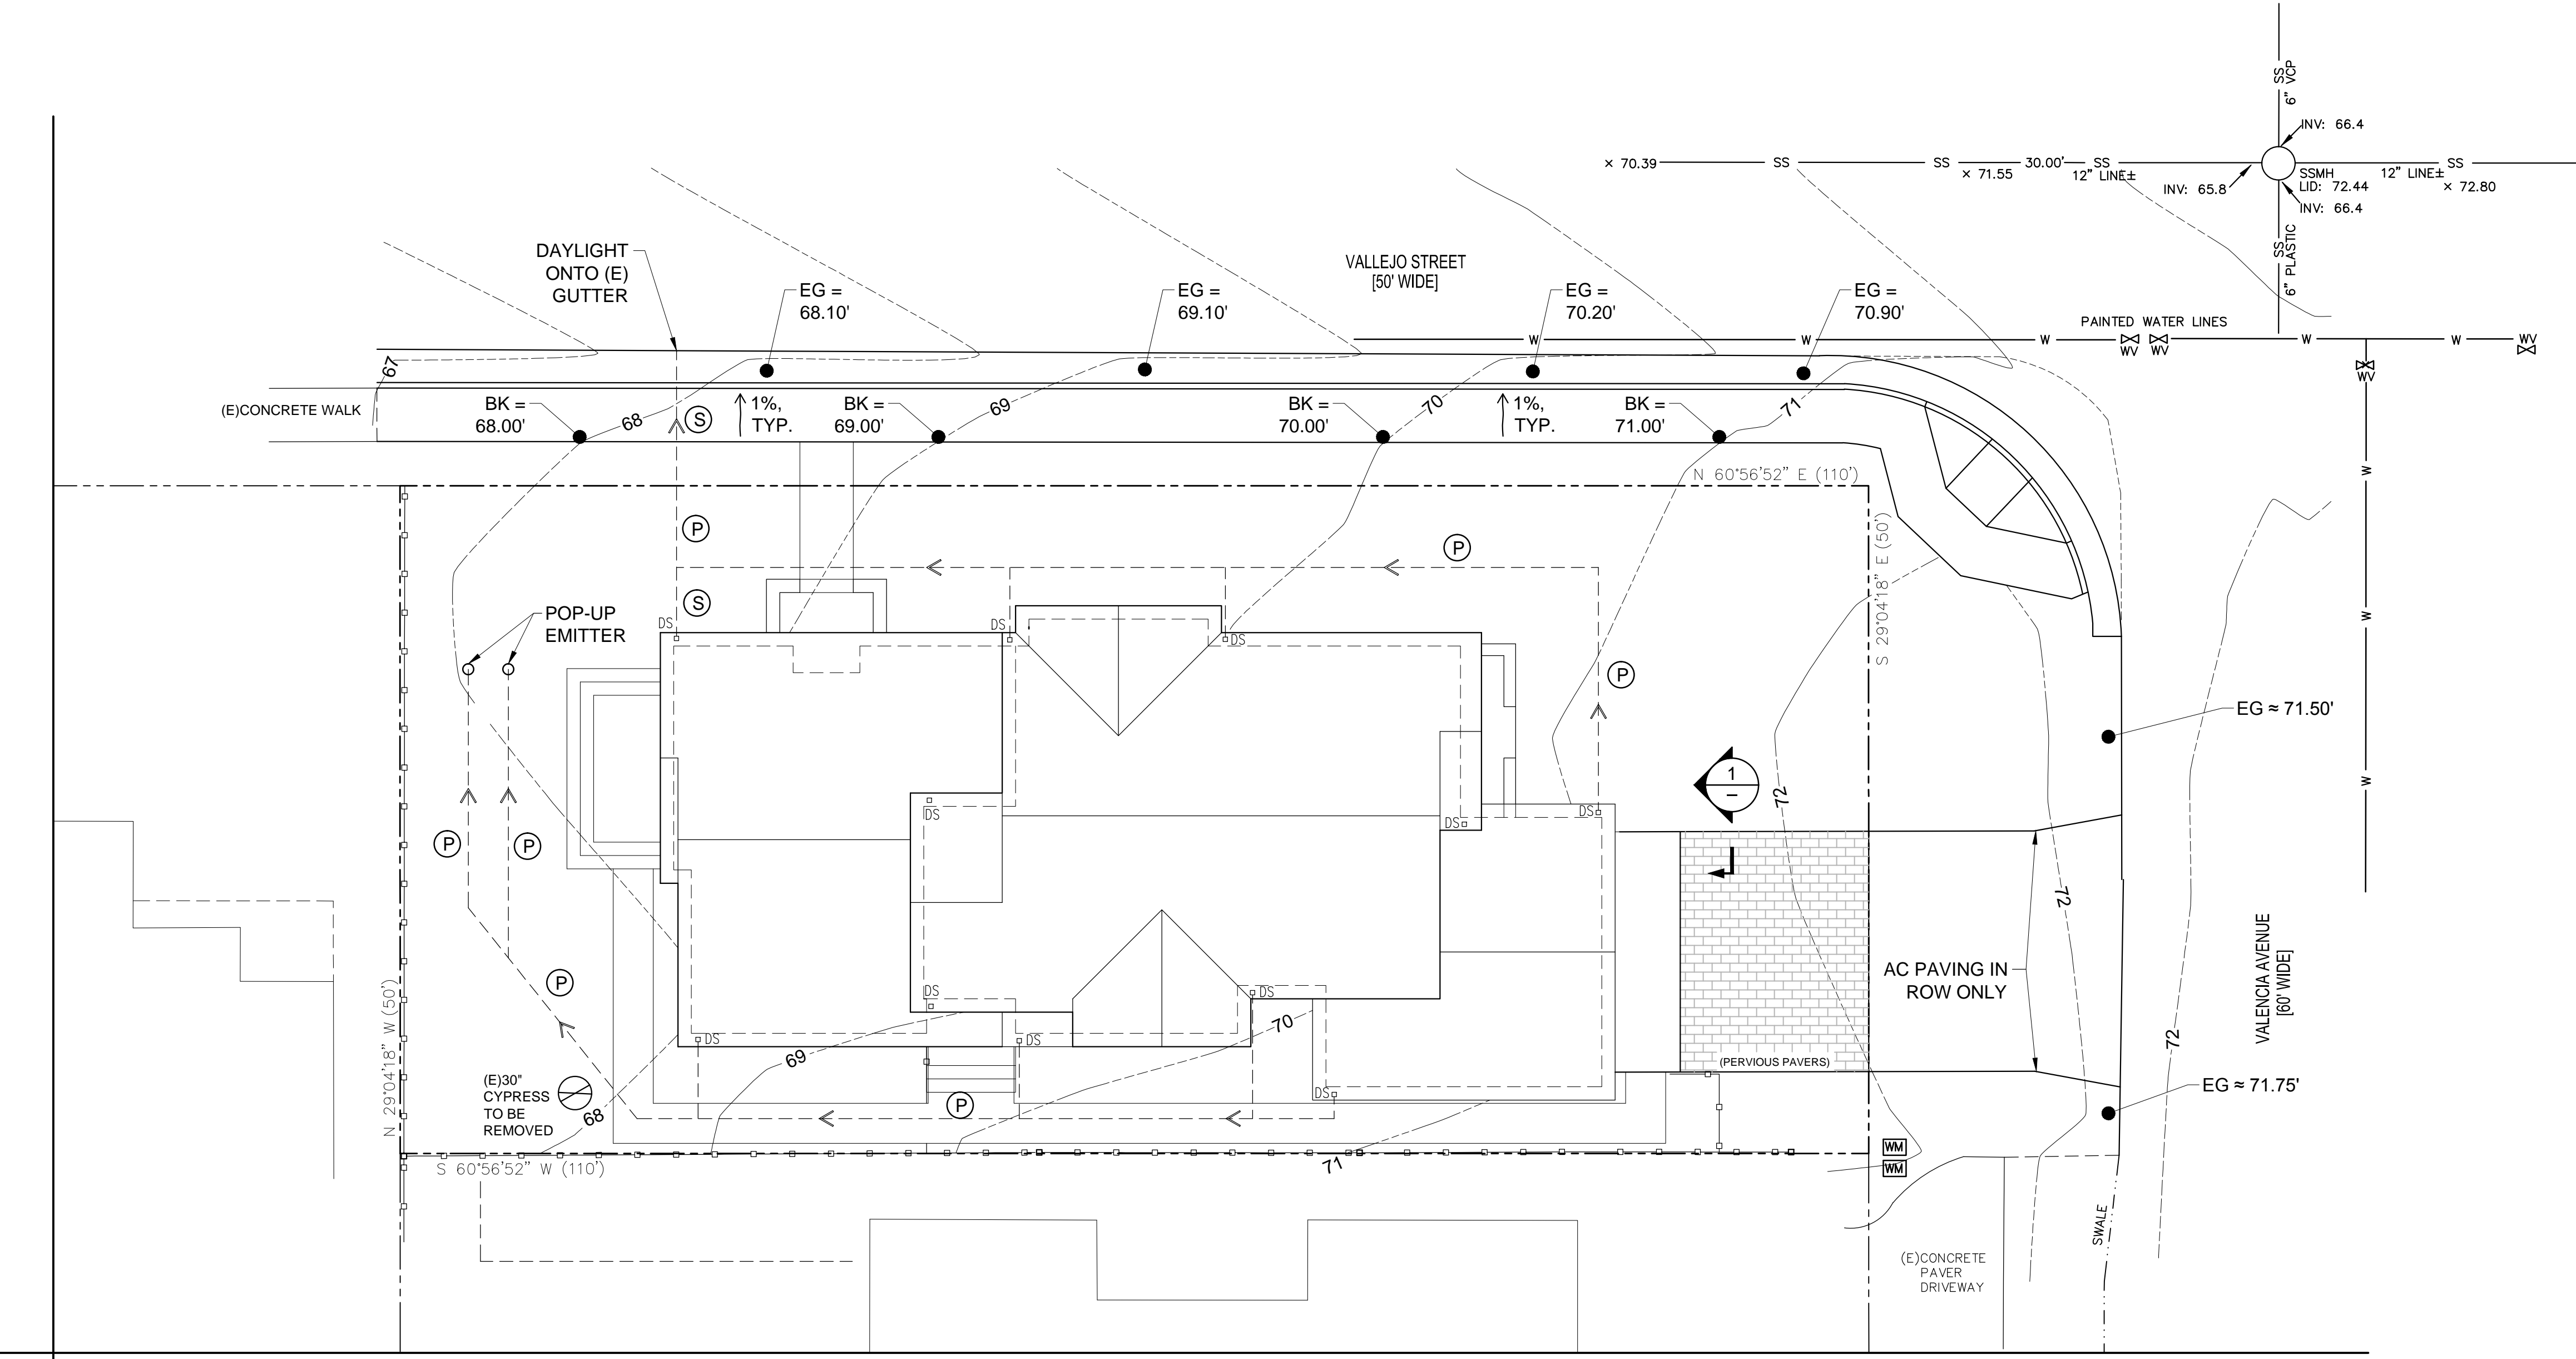 SS
6" VCP
INV: 66.4
× 70.39
SS
SS
30.00'
SS
SS
× 71.55
12" LINE±
INV: 65.8
SSMH
LID: 72.44
12" LINE±
× 72.80
INV: 66.4
SS
6" PLASTIC
DAYLIGHT
ONTO (E)
GUTTER
VALLEJO STREET
[50' WIDE]
EG =
68.10'
EG =
69.10'
EG =
70.20'
EG =
70.90'
PAINTED WATER LINES
W
W
W
WV
WV
W
W
WV
WV
67
(E)CONCRETE WALK
BK =
68.00'
68
S
1%,
TYP.
BK =
69.00'
69
BK =
70.00'
70
1%,
TYP.
BK =
71.00'
71
N 60°56'52" E (110')
S 29°04'18" E (50')
W
W
W
P
P
S
P
POP-UP
EMITTER
DS
DS
DS
DS
DS
DS
DS
DS
DS
DS
DS
EG ≈ 71.50'
1
–
72
72
72
P
P
P
P
AC PAVING IN
ROW ONLY
VALENCIA AVENUE
[60' WIDE]
(PERVIOUS PAVERS)
EG ≈ 71.75'
N 29°04'18" W (50')
(E)30"
CYPRESS
TO BE
REMOVED
68
69
70
71
S 60°56'52" W (110')
WM
WM
SWALE
(E)CONCRETE
PAVER
DRIVEWAY